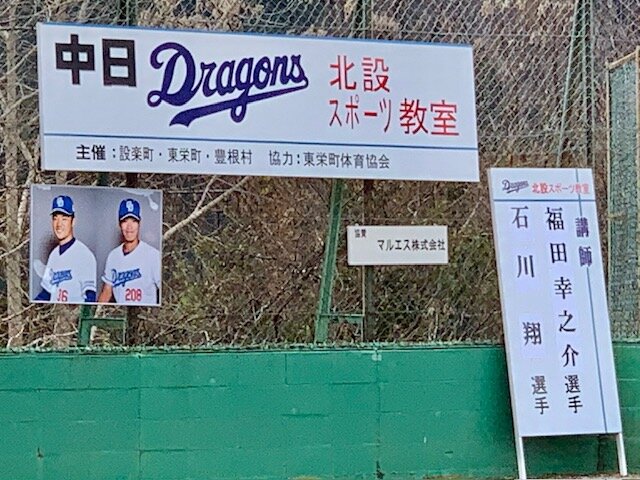 中日 Dragons 北設
スポーツ教室
主催：設楽町・東栄町・豊根村 協力：東栄町体育協会
Dragons
16
Dragons
208
協賛
マルエス株式会社
Dragons 北設スポーツ教室
講師
福田幸之介選手
石川翔選手